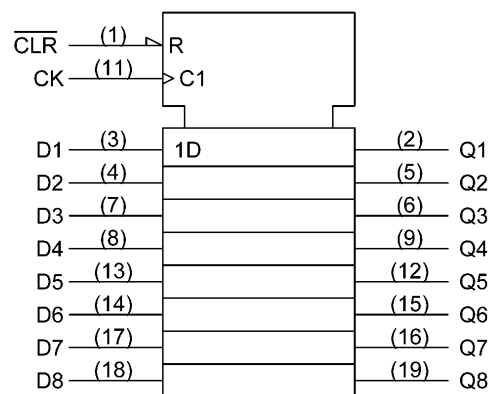 C̅L̅R̅ (1) R
CK (11) C1
D1 (3) 1D (2) Q1
D2 (4) (5) Q2
D3 (7) (6) Q3
D4 (8) (9) Q4
D5 (13) (12) Q5
D6 (14) (15) Q6
D7 (17) (16) Q7
D8 (18) (19) Q8